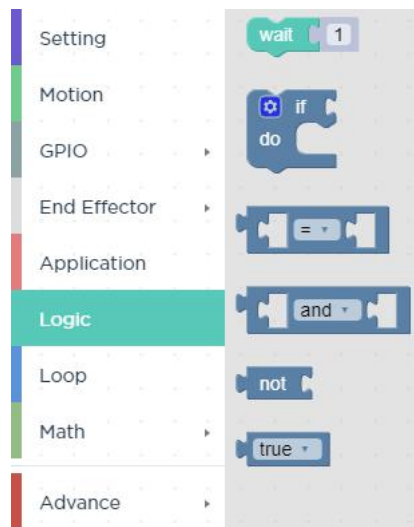 Setting
Motion
GPIO
End Effector
Application
Logic
Loop
Math
Advance
wait 1
if
do
=
and
not
true